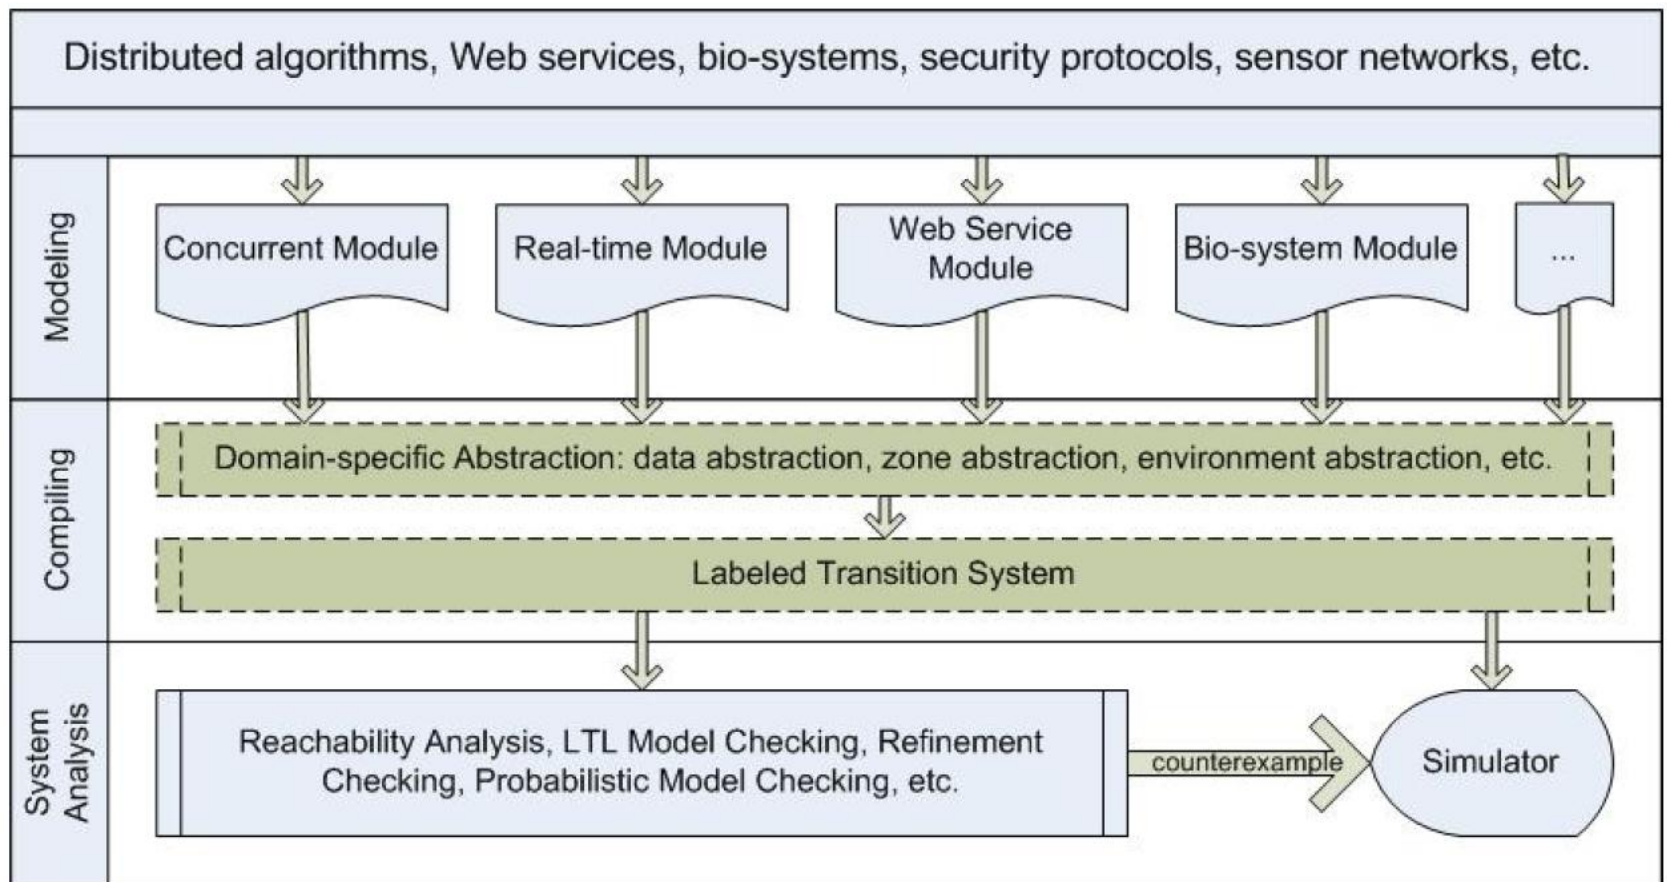 Distributed algorithms, Web services, bio-systems, security protocols, sensor networks, etc.
Modeling
Concurrent Module
Real-time Module
Web Service
Module
Bio-system Module
...
Compiling
Domain-specific Abstraction: data abstraction, zone abstraction, environment abstraction, etc.
Labeled Transition System
System
Analysis
Reachability Analysis, LTL Model Checking, Refinement
Checking, Probabilistic Model Checking, etc.
counterexample
Simulator